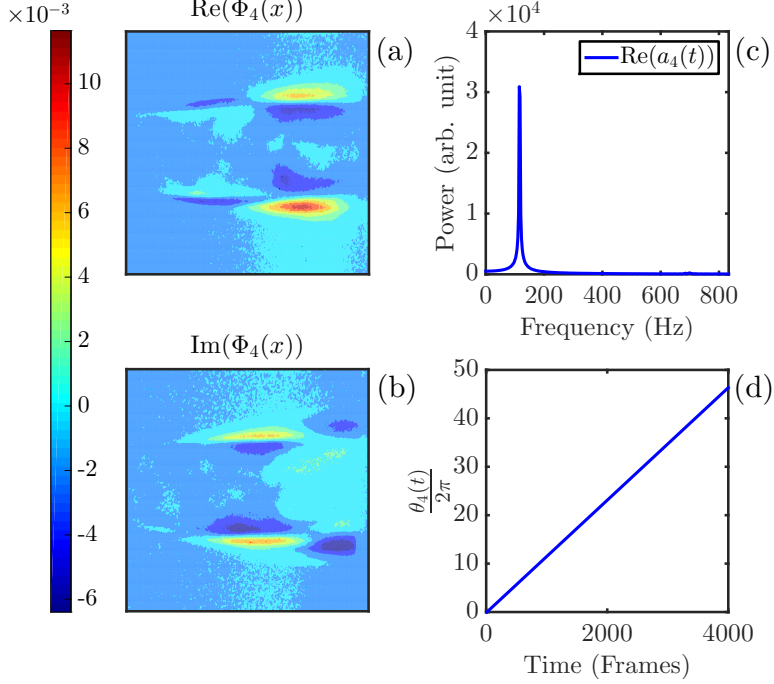 ×10⁻³
10
8
6
4
2
0
-2
-4
-6
Re(Φ₄(x))
(a)
Im(Φ₄(x))
(b)
×10⁴
(c)
Re(a₄(t))
Power (arb. unit)
4
3
2
1
0
0
200
400
600
800
Frequency (Hz)
(d)
θ₄(t)
2π
50
40
30
20
10
0
0
2000
4000
Time (Frames)